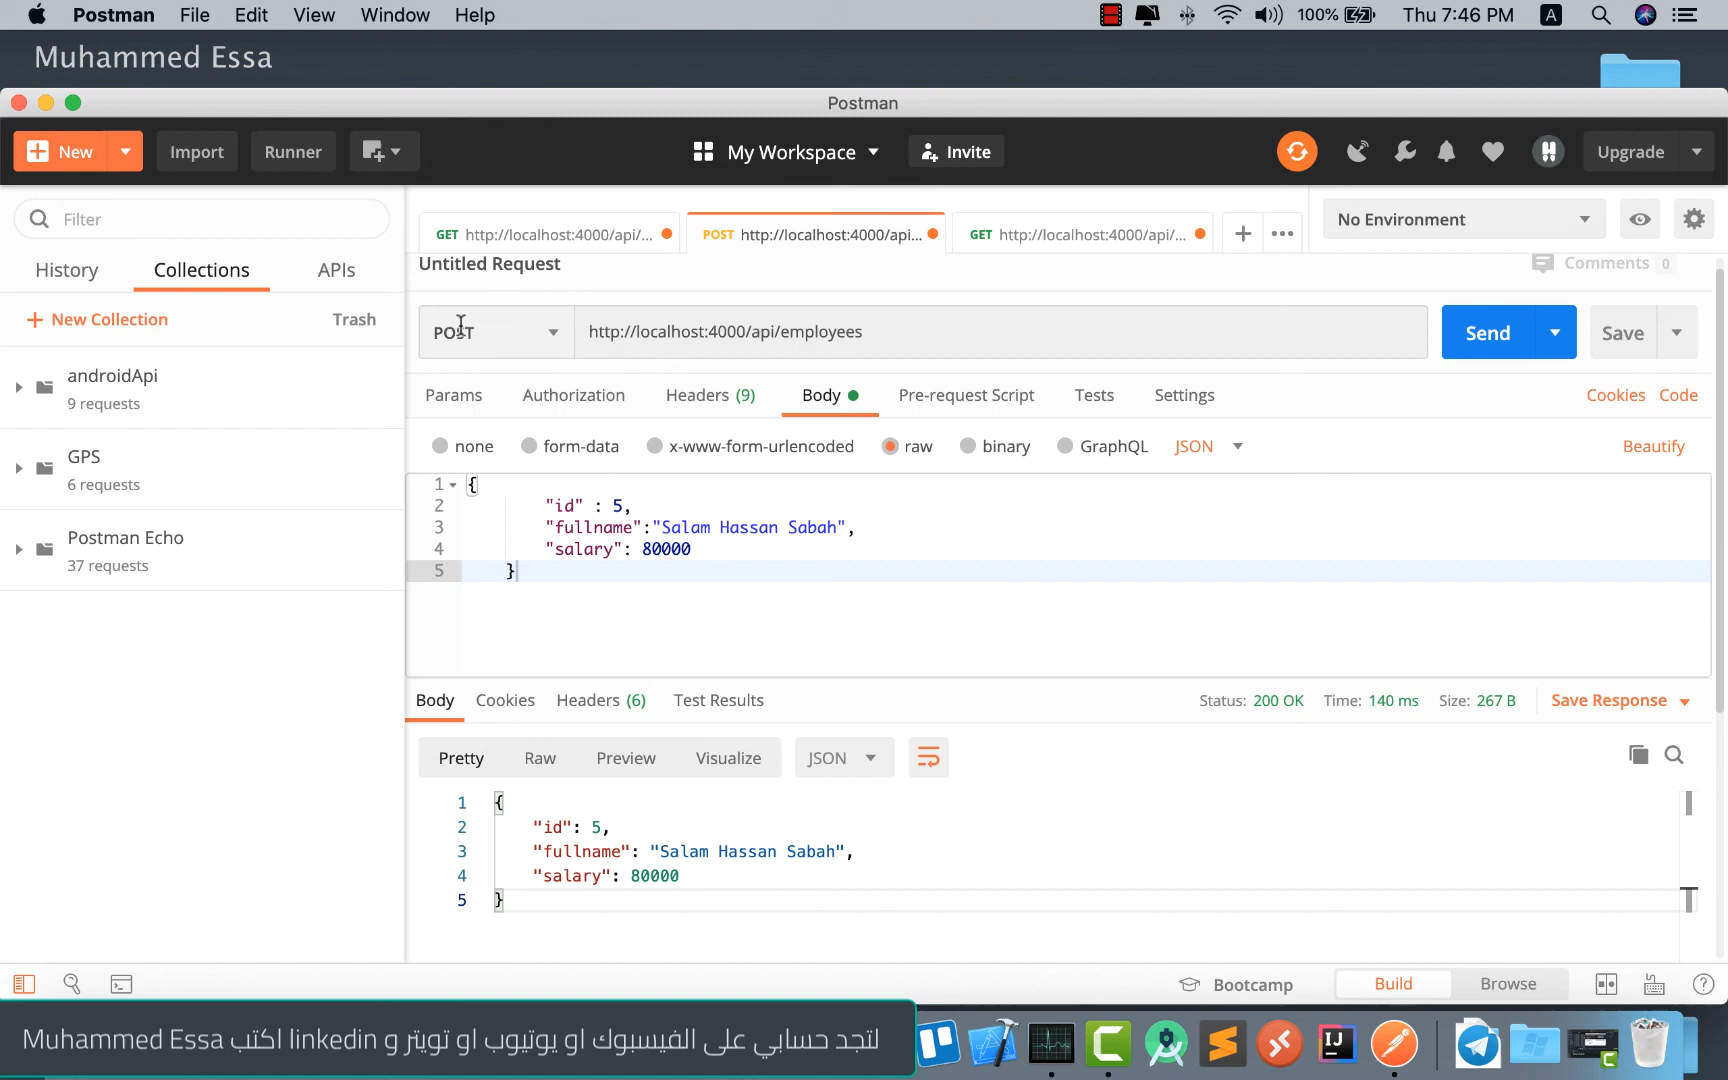 Postman File Edit View Window Help 100% Thu 7:46 PM A
Muhammed Essa
Postman
New Import Runner My Workspace Invite Upgrade
Filter
History Collections APIs
New Collection Trash
androidApi
9 requests
GPS
6 requests
Postman Echo
37 requests
GET http://localhost:4000/api/... POST http://localhost:4000/api... GET http://localhost:4000/api/... No Environment
Untitled Request Comments 0
POST http://localhost:4000/api/employees Send Save
Params Authorization Headers (9) Body Pre-request Script Tests Settings Cookies Code
none form-data x-www-form-urlencoded raw binary GraphQL JSON Beautify
1 {
2 "id" : 5,
3 "fullname":"Salam Hassan Sabah",
4 "salary": 80000
5 }
Body Cookies Headers (6) Test Results Status: 200 OK Time: 140 ms Size: 267 B Save Response
Pretty Raw Preview Visualize JSON
1 {
2 "id": 5,
3 "fullname": "Salam Hassan Sabah",
4 "salary": 80000
5 }
Bootcamp Build Browse
لتجد حسابي على الفيسبوك او يوتيوب او تويتر و linkedin اكتب Muhammed Essa
IJ